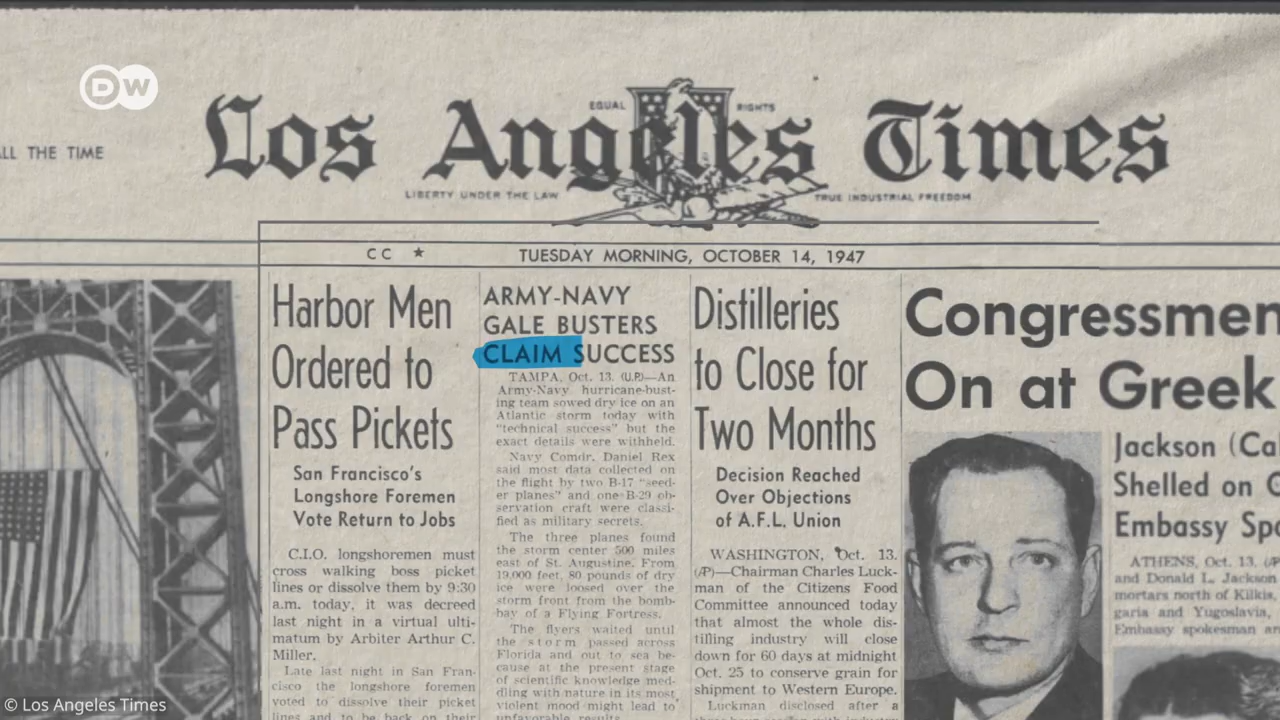 DW
ALL THE TIME
EQUAL RIGHTS
Los Angeles Times
LIBERTY UNDER THE LAW TRUE INDUSTRIAL FREEDOM
CC ★ TUESDAY MORNING, OCTOBER 14, 1947
Harbor Men
Ordered to
Pass Pickets
San Francisco's
Longshore Foremen
Vote Return to Jobs
C.I.O. longshoremen must
cross walking boss picket
lines or dissolve them by 9:30
a.m. today, it was decreed
last night in a virtual ulti-
matum by Arbiter Arthur C.
Miller.
Late last night in San Fran-
cisco the longshore foremen
voted to dissolve their picket
lines and to be back on their
ARMY-NAVY
GALE BUSTERS
CLAIM SUCCESS
TAMPA, Oct. 13. (U.P.)—An
Army-Navy hurricane-bust-
ing team sowed dry ice on an
Atlantic storm today with
"technical success" but the
exact details were withheld.
Navy Comdr. Daniel Rex
said most data collected on
the flight by two B-17 "seed-
er planes" and one B-29 ob-
servation craft were classi-
fied as military secrets.
The three planes found
the storm center 500 miles
east of St. Augustine. From
19,000 feet, 80 pounds of dry
ice were loosed over the
storm front from the bomb-
bay of a Flying Fortress.
The flyers waited until
the storm passed across
Florida and out to sea be-
cause at the present stage
of scientific knowledge med-
dling with nature in its most
violent mood might lead to
unfavorable results.
Distilleries
to Close for
Two Months
Decision Reached
Over Objections
of A.F.L. Union
WASHINGTON, Oct. 13.
(AP)—Chairman Charles Luck-
man of the Citizens Food
Committee announced today
that almost the whole dis-
tilling industry will close
down for 60 days at midnight
Oct. 25 to conserve grain for
shipment to Western Europe.
Luckman disclosed after a
Congressmen
On at Greek
Jackson (Ca
Shelled on
Embassy Spo
ATHENS, Oct. 13. (AP
and Donald L. Jackson
mortars north of Kilkis,
garia and Yugoslavia,
Embassy spokesman an
© Los Angeles Times